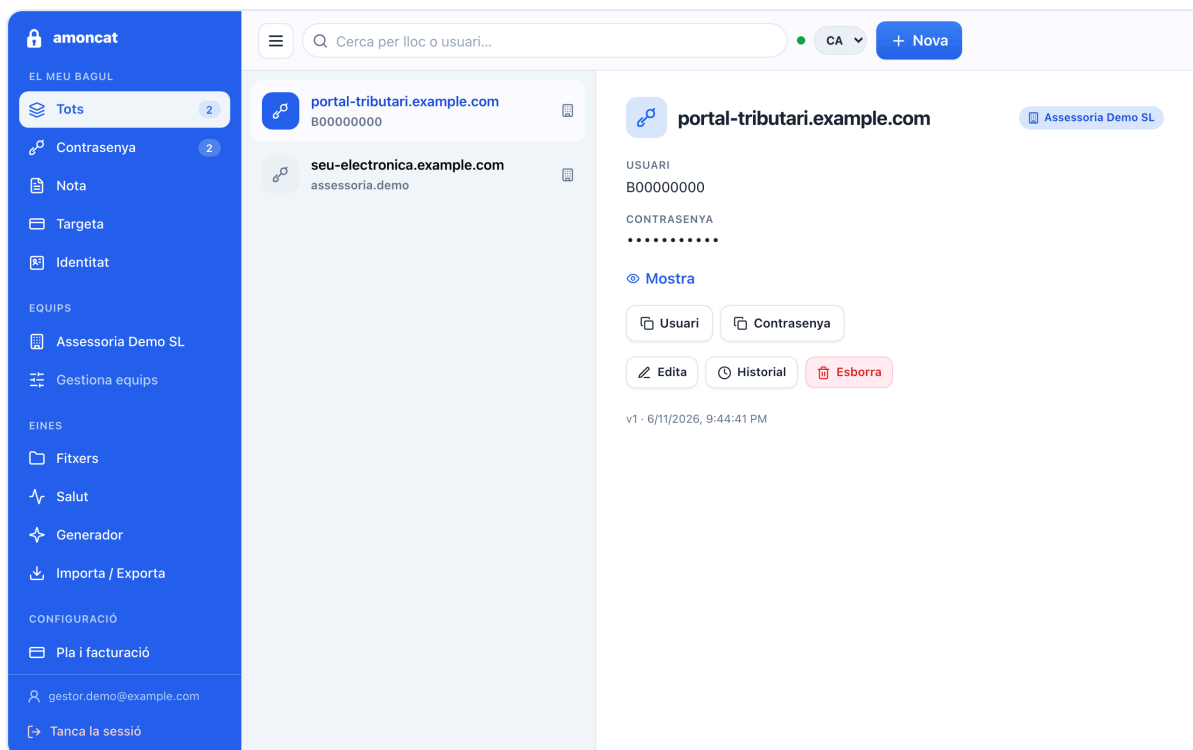 amoncat
EL MEU BAGUL
Tots 2
Contrasenya 2
Nota
Targeta
Identitat
EQUIPS
Assessoria Demo SL
Gestiona equips
EINES
Fitxers
Salut
Generador
Importa / Exporta
CONFIGURACIÓ
Pla i facturació
gestor.demo@example.com
Tanca la sessió
Cerca per lloc o usuari...
CA
+ Nova
portal-tributari.example.com
B00000000
seu-electronica.example.com
assessoria.demo
portal-tributari.example.com
Assessoria Demo SL
USUARI
B00000000
CONTRASENYA
•••••••••••
Mostra
Usuari Contrasenya
Edita Historial Esborra
v1 · 6/11/2026, 9:44:41 PM